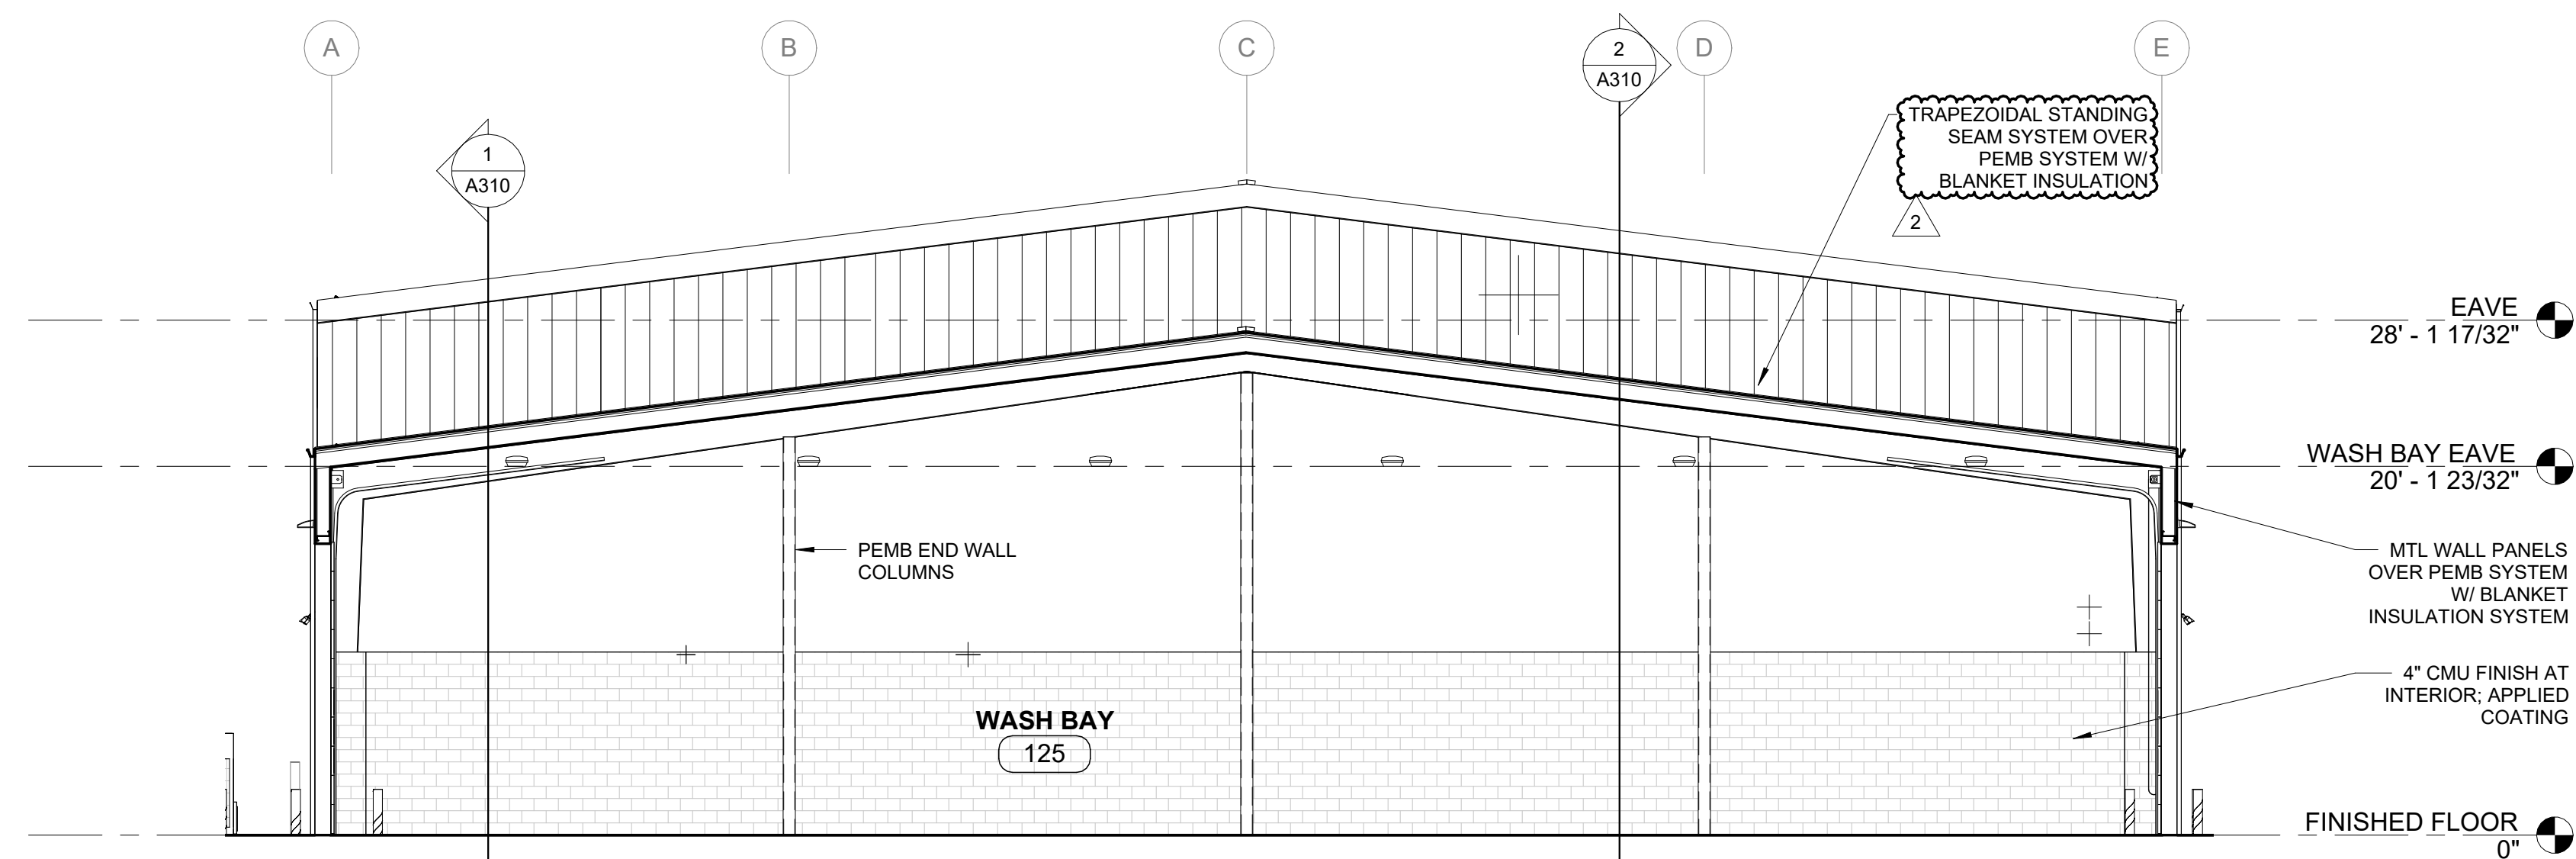 A
B
C
2
A310
D
E
1
A310
TRAPEZOIDAL STANDING
SEAM SYSTEM OVER
PEMB SYSTEM W/
BLANKET INSULATION
2
EAVE
28' - 1 17/32"
WASH BAY EAVE
20' - 1 23/32"
PEMB END WALL
COLUMNS
MTL WALL PANELS
OVER PEMB SYSTEM
W/ BLANKET
INSULATION SYSTEM
4" CMU FINISH AT
INTERIOR; APPLIED
COATING
WASH BAY
125
FINISHED FLOOR
0"